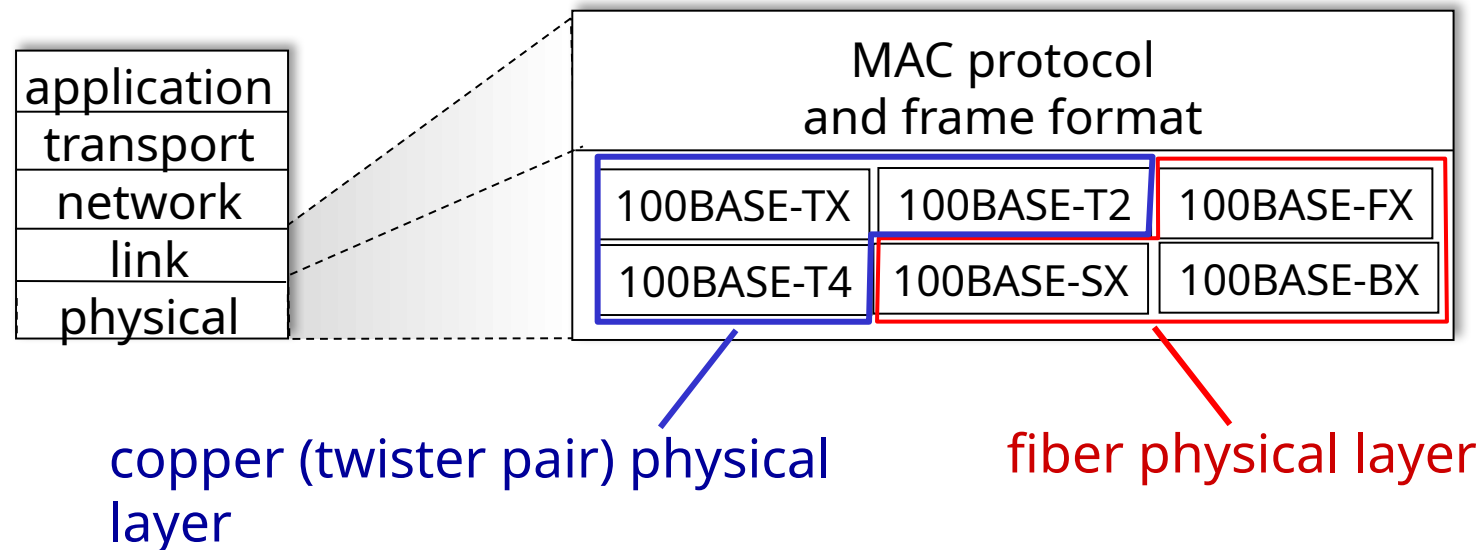 application
transport
network
link
physical
MAC protocol
and frame format
100BASE-TX
100BASE-T2
100BASE-FX
100BASE-T4
100BASE-SX
100BASE-BX
copper (twister pair) physical
layer
fiber physical layer